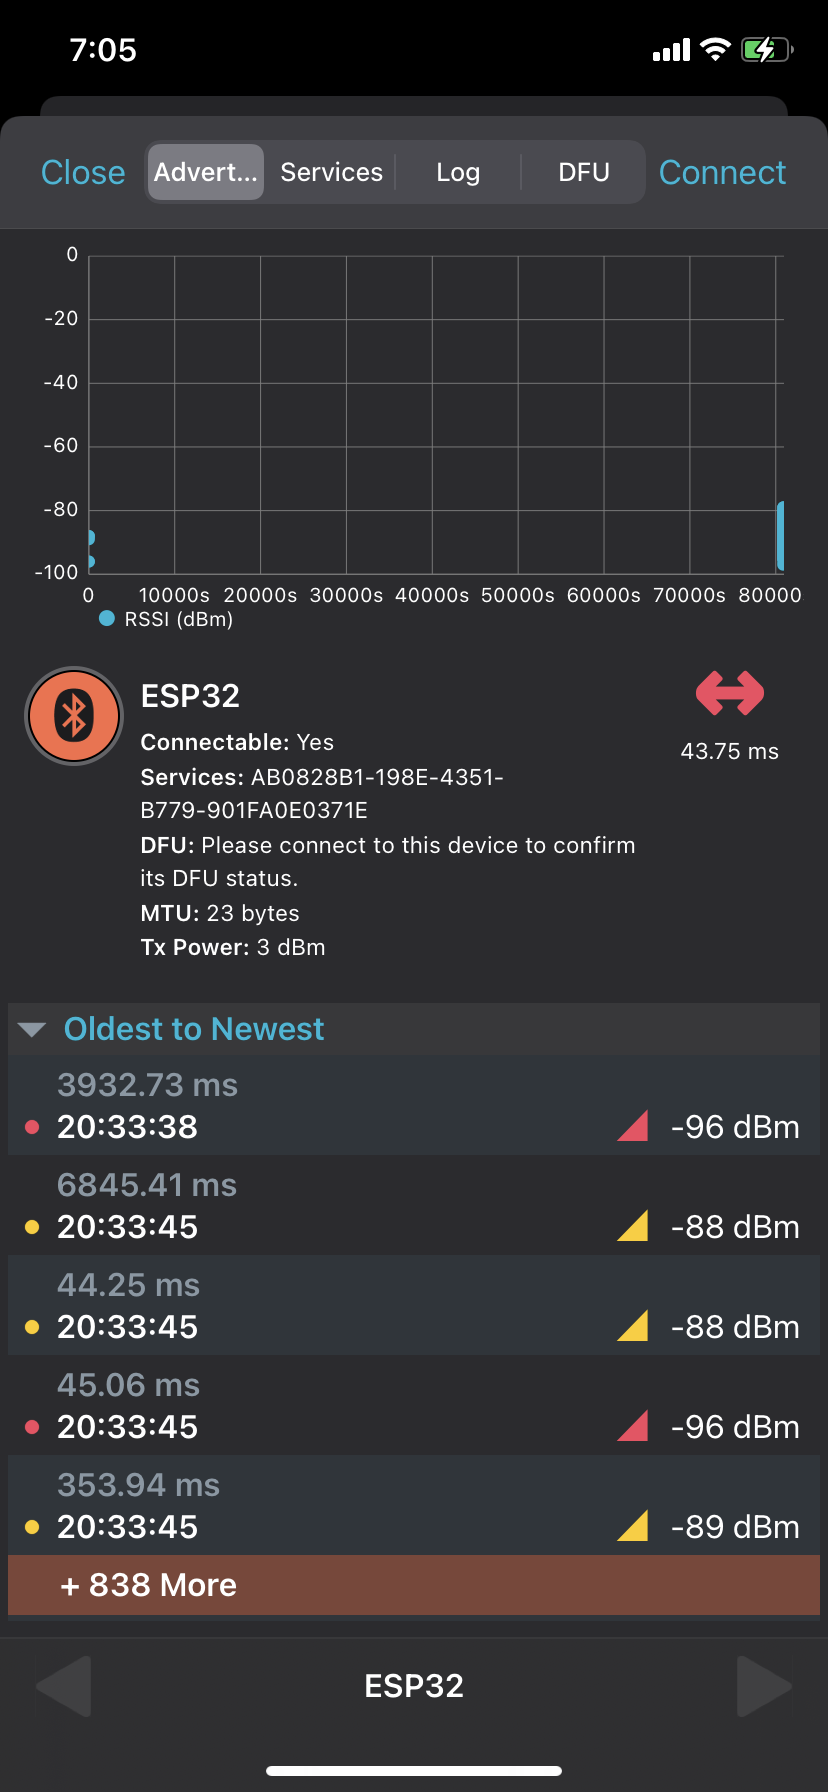 7:05
Close Advert... Services Log DFU Connect
0
-20
-40
-60
-80
-100
0 10000s 20000s 30000s 40000s 50000s 60000s 70000s 80000
RSSI (dBm)
ESP32
Connectable: Yes
43.75 ms
Services: AB0828B1-198E-4351-
B779-901FA0E0371E
DFU: Please connect to this device to confirm
its DFU status.
MTU: 23 bytes
Tx Power: 3 dBm
Oldest to Newest
3932.73 ms
20:33:38 -96 dBm
6845.41 ms
20:33:45 -88 dBm
44.25 ms
20:33:45 -88 dBm
45.06 ms
20:33:45 -96 dBm
353.94 ms
20:33:45 -89 dBm
+ 838 More
ESP32